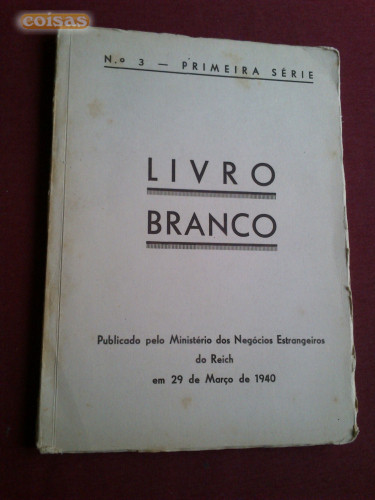 coisas
N.o 3 — PRIMEIRA SÉRIE
LIVRO
BRANCO
Publicado pelo Ministério dos Negócios Estrangeiros
do Reich
em 29 de Março de 1940